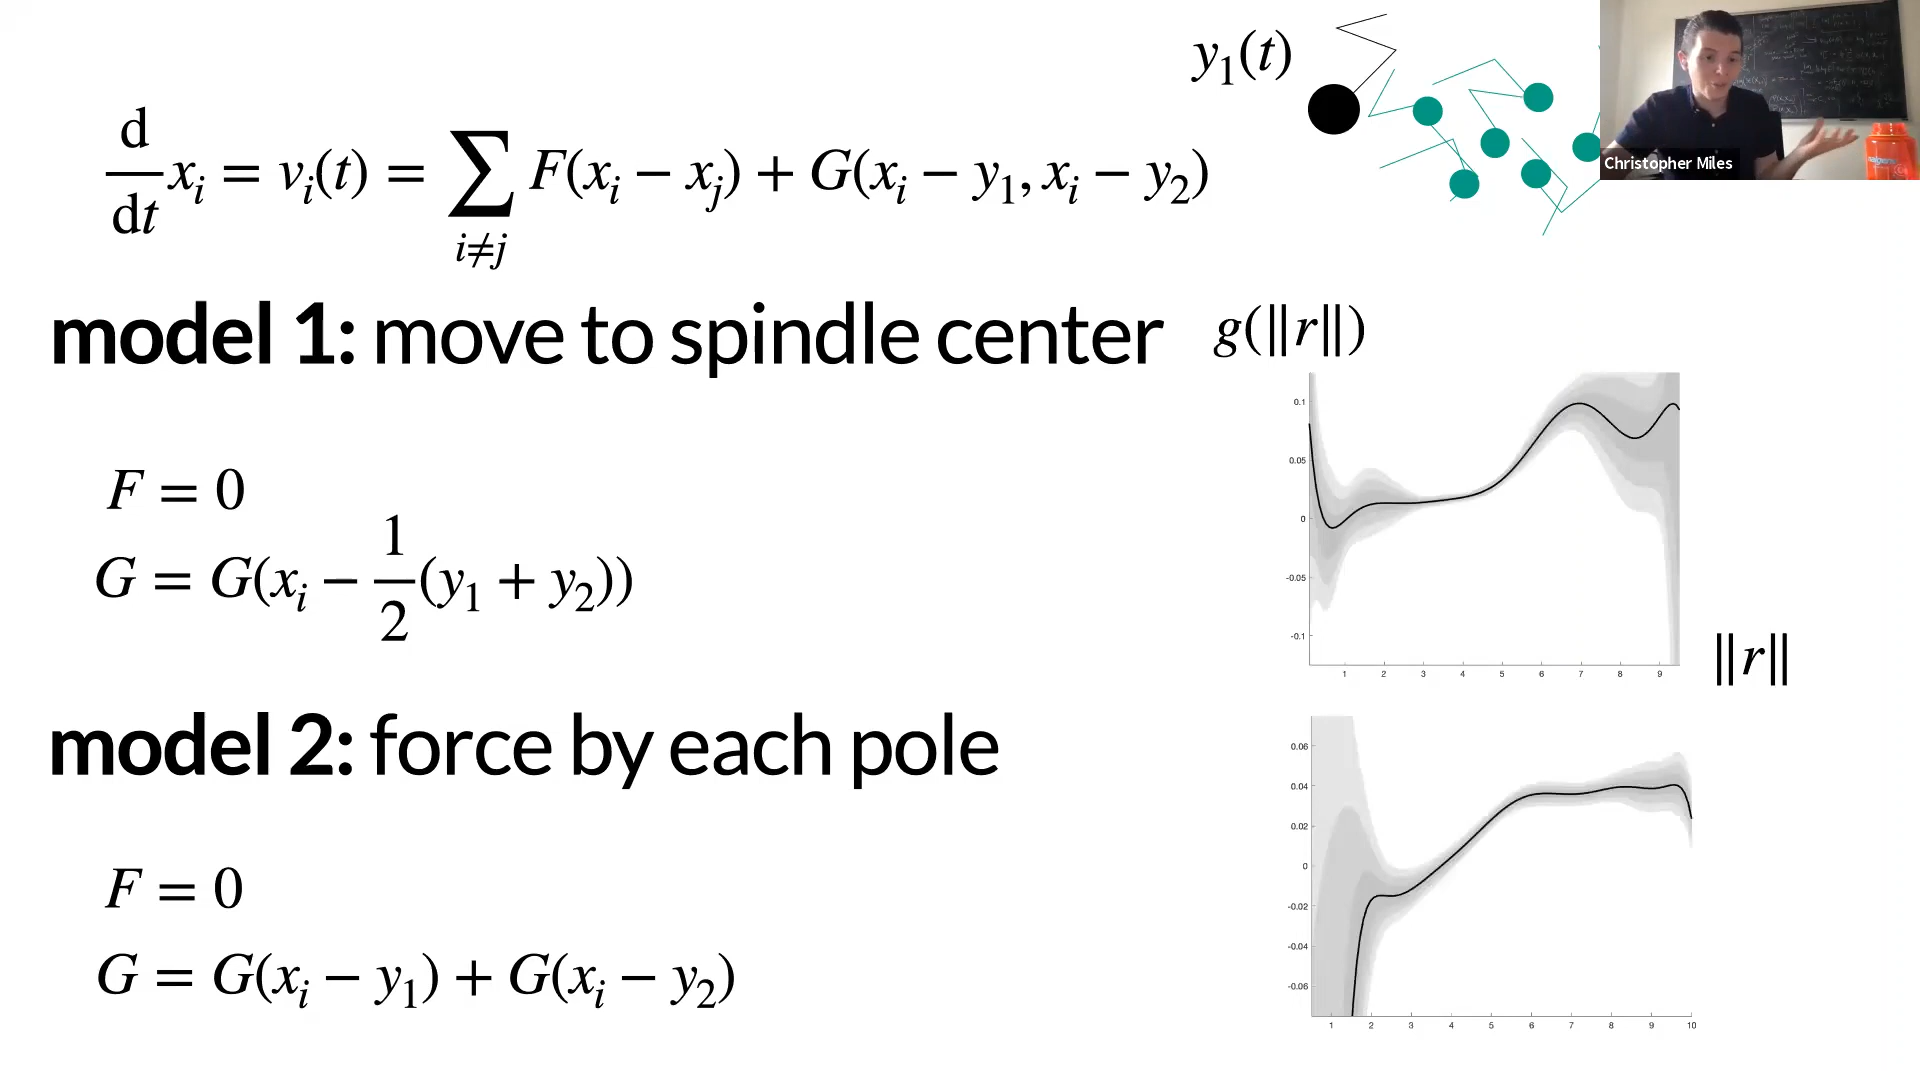 y₁(t)
Christopher Miles
d/dt xᵢ = vᵢ(t) = ∑ i≠j F(xᵢ − xⱼ) + G(xᵢ − y₁, xᵢ − y₂)
model 1: move to spindle center
g(‖r‖)
F = 0
G = G(xᵢ − 1/2 (y₁ + y₂))
0.1
0.05
0
-0.05
-0.1
1 2 3 4 5 6 7 8 9
‖r‖
model 2: force by each pole
F = 0
G = G(xᵢ − y₁) + G(xᵢ − y₂)
0.06
0.04
0.02
0
-0.02
-0.04
-0.06
1 2 3 4 5 6 7 8 9 10